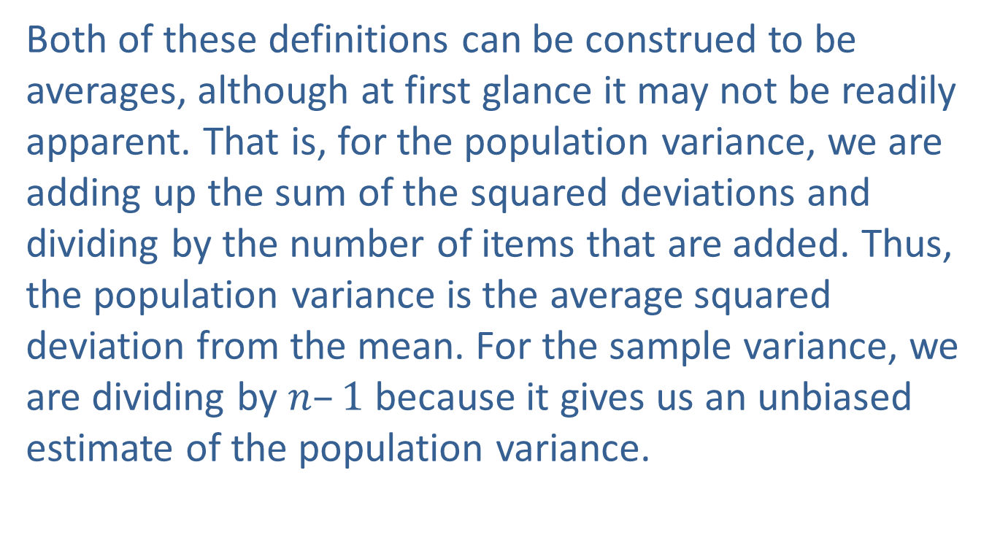 Both of these definitions can be construed to be
averages, although at first glance it may not be readily
apparent. That is, for the population variance, we are
adding up the sum of the squared deviations and
dividing by the number of items that are added. Thus,
the population variance is the average squared
deviation from the mean. For the sample variance, we
are dividing by 𝑛− 1 because it gives us an unbiased
estimate of the population variance.